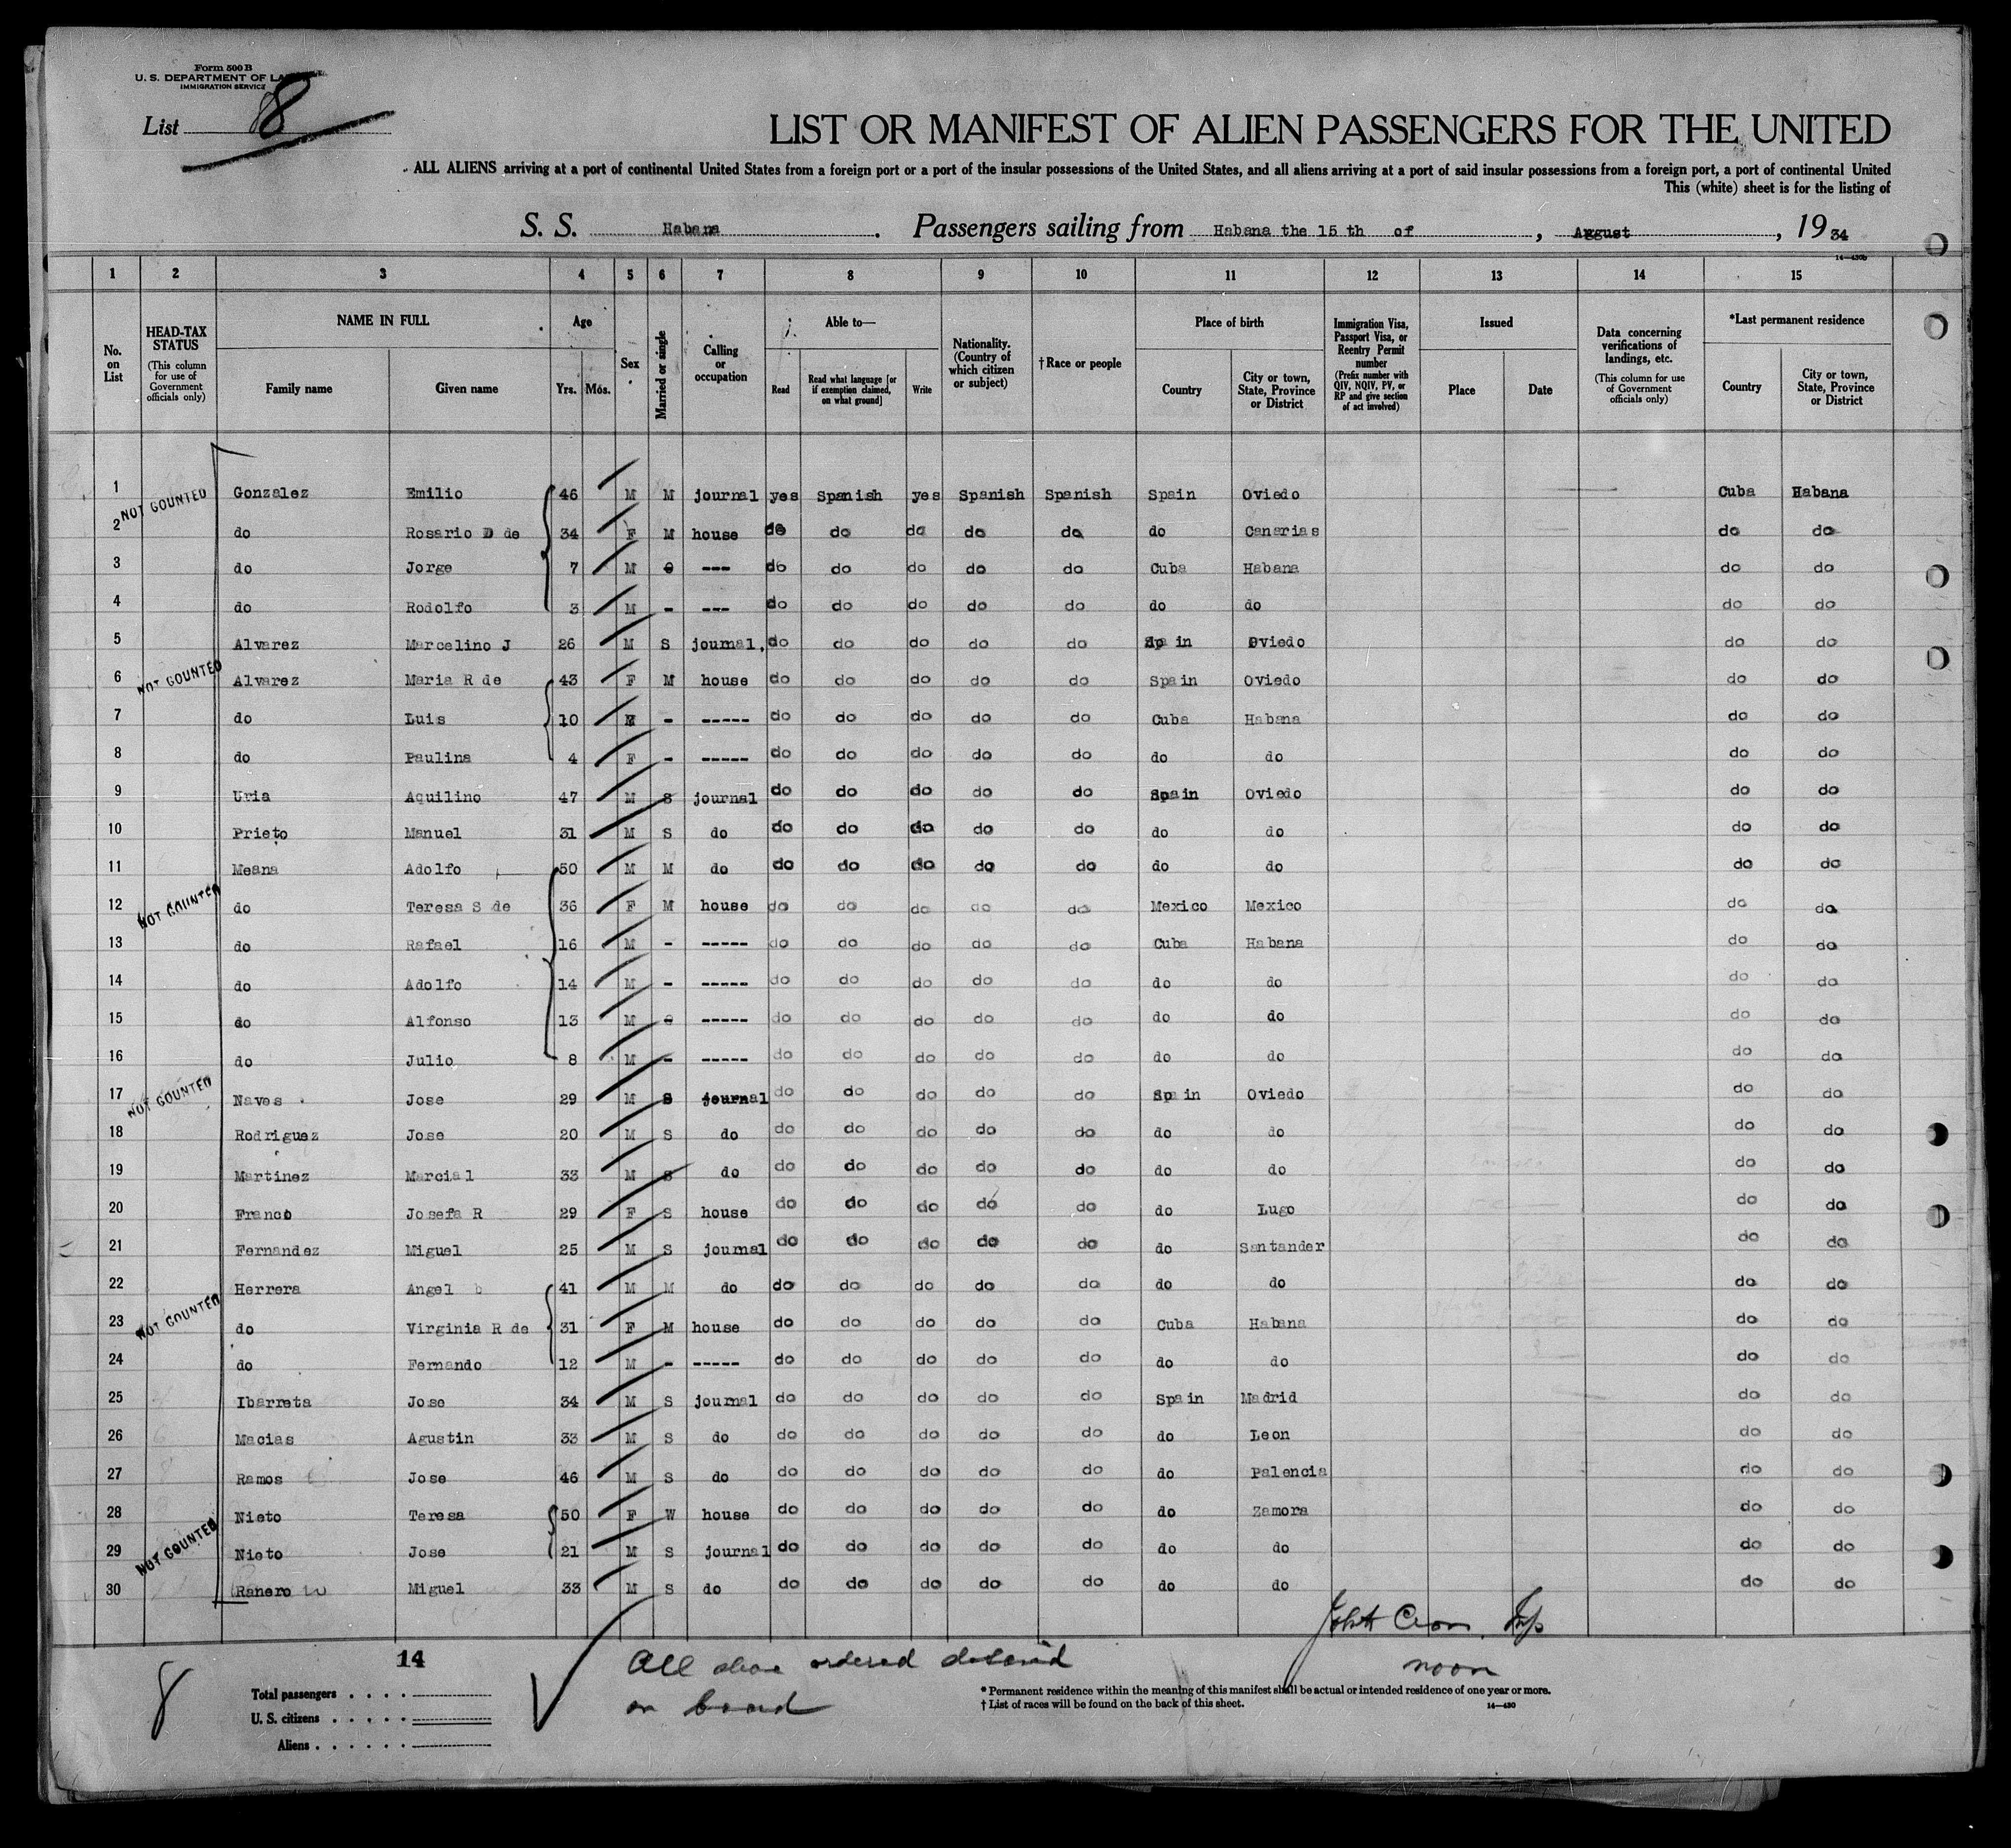 Form 500 B
U. S. DEPARTMENT OF LABOR
IMMIGRATION SERVICE
List 8
LIST OR MANIFEST OF ALIEN PASSENGERS FOR THE UNITED
ALL ALIENS arriving at a port of continental United States from a foreign port or a port of the insular possessions of the United States, and all aliens arriving at a port of said insular possessions from a foreign port, a port of continental United
This (white) sheet is for the listing of
S. S. Habana. Passengers sailing from Habana the 15 th of, August, 1934
14—430b
1 2 3 4 5 6 7 8 9 10 11 12 13 14 15
No. on List
HEAD-TAX STATUS (This column for use of Government officials only)
NAME IN FULL Family name Given name
Age Yrs. Mos.
Sex
Married or single
Calling or occupation
Able to— Read Read what language [or if exemption claimed, on what ground] Write
Nationality. (Country of which citizen or subject)
† Race or people
Place of birth Country City or town, State, Province or District
Immigration Visa, Passport Visa, or Reentry Permit number (Prefix number with QIV, NQIV, PV, or RP and give section of act involved)
Issued Place Date
Data concerning verifications of landings, etc. (This column for use of Government officials only)
*Last permanent residence Country City or town, State, Province or District
1 NOT COUNTED Gonzalez Emilio 46 M M journal yes Spanish yes Spanish Spanish Spain Oviedo Cuba Habana
2 do Rosario D de 34 F M house do do do do do do Canarias do do
3 do Jorge 7 M --- do do do do do Cuba Habana do do
4 do Rodolfo 3 M - --- do do do do do do do do do
5 Alvarez Marcelino J 26 M S journal, do do do do do Spain Oviedo do do
6 NOT COUNTED Alvarez Maria R de 43 F M house do do do do do Spain Oviedo do do
7 do Luis 10 - ----- do do do do do Cuba Habana do do
8 do Paulina 4 F - ----- do do do do do do do do do
9 Uria Aquilino 47 M S journal do do do do do Spain Oviedo do do
10 Prieto Manuel 31 M S do do do do do do do do do do
11 Meana Adolfo 50 M M do do do do do do do do do do
12 NOT COUNTED do Teresa S de 36 F M house do do do do do Mexico Mexico do do
13 do Rafael 16 M - ----- do do do do do Cuba Habana do do
14 do Adolfo 14 M - ----- do do do do do do do do do
15 do Alfonso 13 M ----- do do do do do do do do do
16 do Julio 8 M - ----- do do do do do do do do do
17 NOT COUNTED Naves Jose 29 M S journal do do do do do Spain Oviedo do do
18 Rodriguez Jose 20 M S do do do do do do do do do do
19 Martinez Marcial 33 M S do do do do do do do do do do
20 Franco Josefa R 29 F S house do do do do do do Lugo do do
21 Fernandez Miguel 25 M S journal do do do do do do Santander do do
22 Herrera Angel b 41 M M do do do do do do do do do do
23 NOT COUNTED do Virginia R de 31 F M house do do do do do Cuba Habana do do
24 do Fernando 12 M - ----- do do do do do do do do do
25 Ibarreta Jose 34 M S journal do do do do do Spain Madrid do do
26 Macias Agustin 33 M S do do do do do do do Leon do do
27 Ramos Jose 46 M S do do do do do do do Palencia do do
28 Nieto Teresa 50 F W house do do do do do do Zamora do do
29 NOT COUNTED Nieto Jose 21 M S journal do do do do do do do do do
30 Ranero Miguel 33 M S do do do do do do do do do do
14
8
Total passengers
U. S. citizens
Aliens
All above ordered detained
on board
noon
* Permanent residence within the meaning of this manifest shall be actual or intended residence of one year or more.
† List of races will be found on the back of this sheet.
14—430